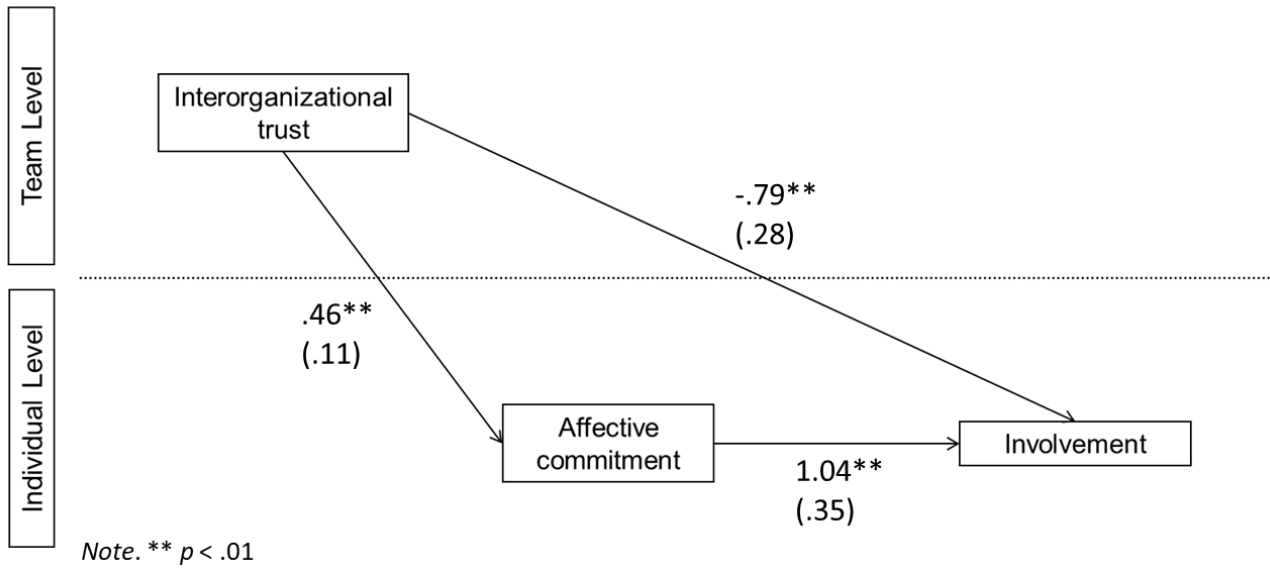 Team Level
Interorganizational
trust
-.79**
(.28)
.46**
(.11)
Individual Level
Affective
commitment
Involvement
1.04**
(.35)
Note. ** p < .01